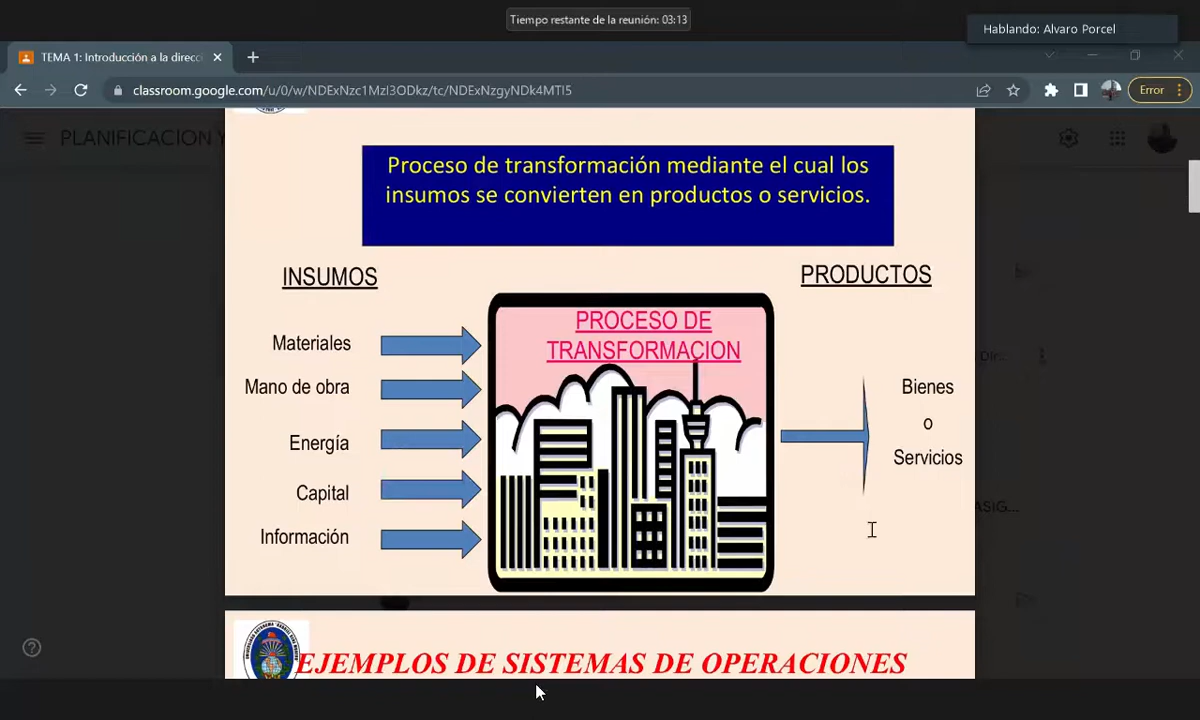 Tiempo restante de la reunión: 03:13
Hablando: Alvaro Porcel
TEMA 1: Introducción a la direcc
classroom.google.com/u/0/w/NDExNzc1MzI3ODkz/tc/NDExNzgyNDk4MTI5
Error
PLANIFICACION Y
Proceso de transformación mediante el cual los
insumos se convierten en productos o servicios.
INSUMOS
PRODUCTOS
PROCESO DE
TRANSFORMACION
Materiales
Mano de obra
Energía
Capital
Información
Bienes
o
Servicios
Direc
ASIG...
EJEMPLOS DE SISTEMAS DE OPERACIONES